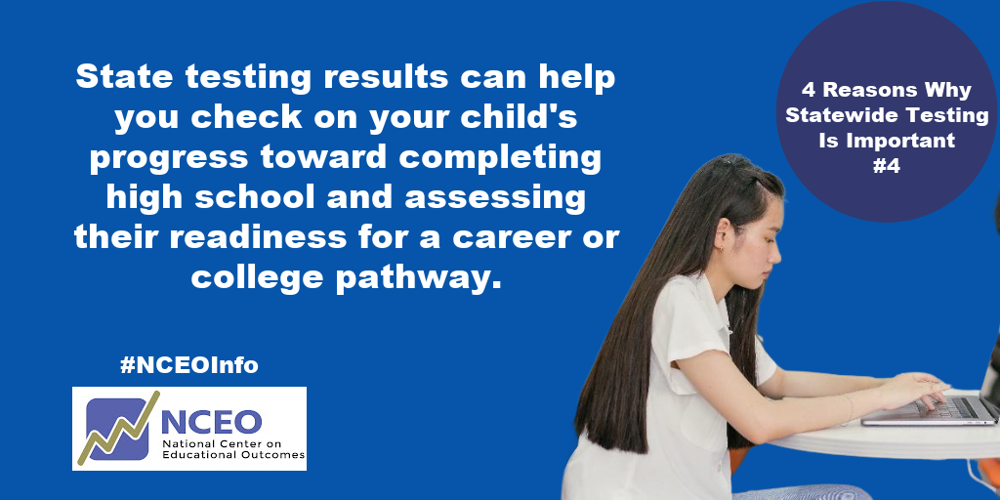 State testing results can help
you check on your child's
progress toward completing
high school and assessing
their readiness for a career or
college pathway.
4 Reasons Why
Statewide Testing
Is Important
#4
#NCEOInfo
NCEO
National Center on
Educational Outcomes